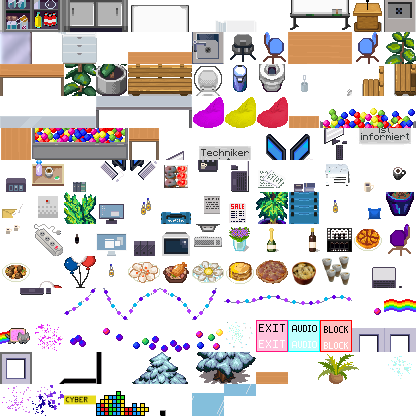 ist
informiert
Techniker
SALE
EXIT AUDIO BLOCK
EXIT AUDIO BLOCK
CYBER